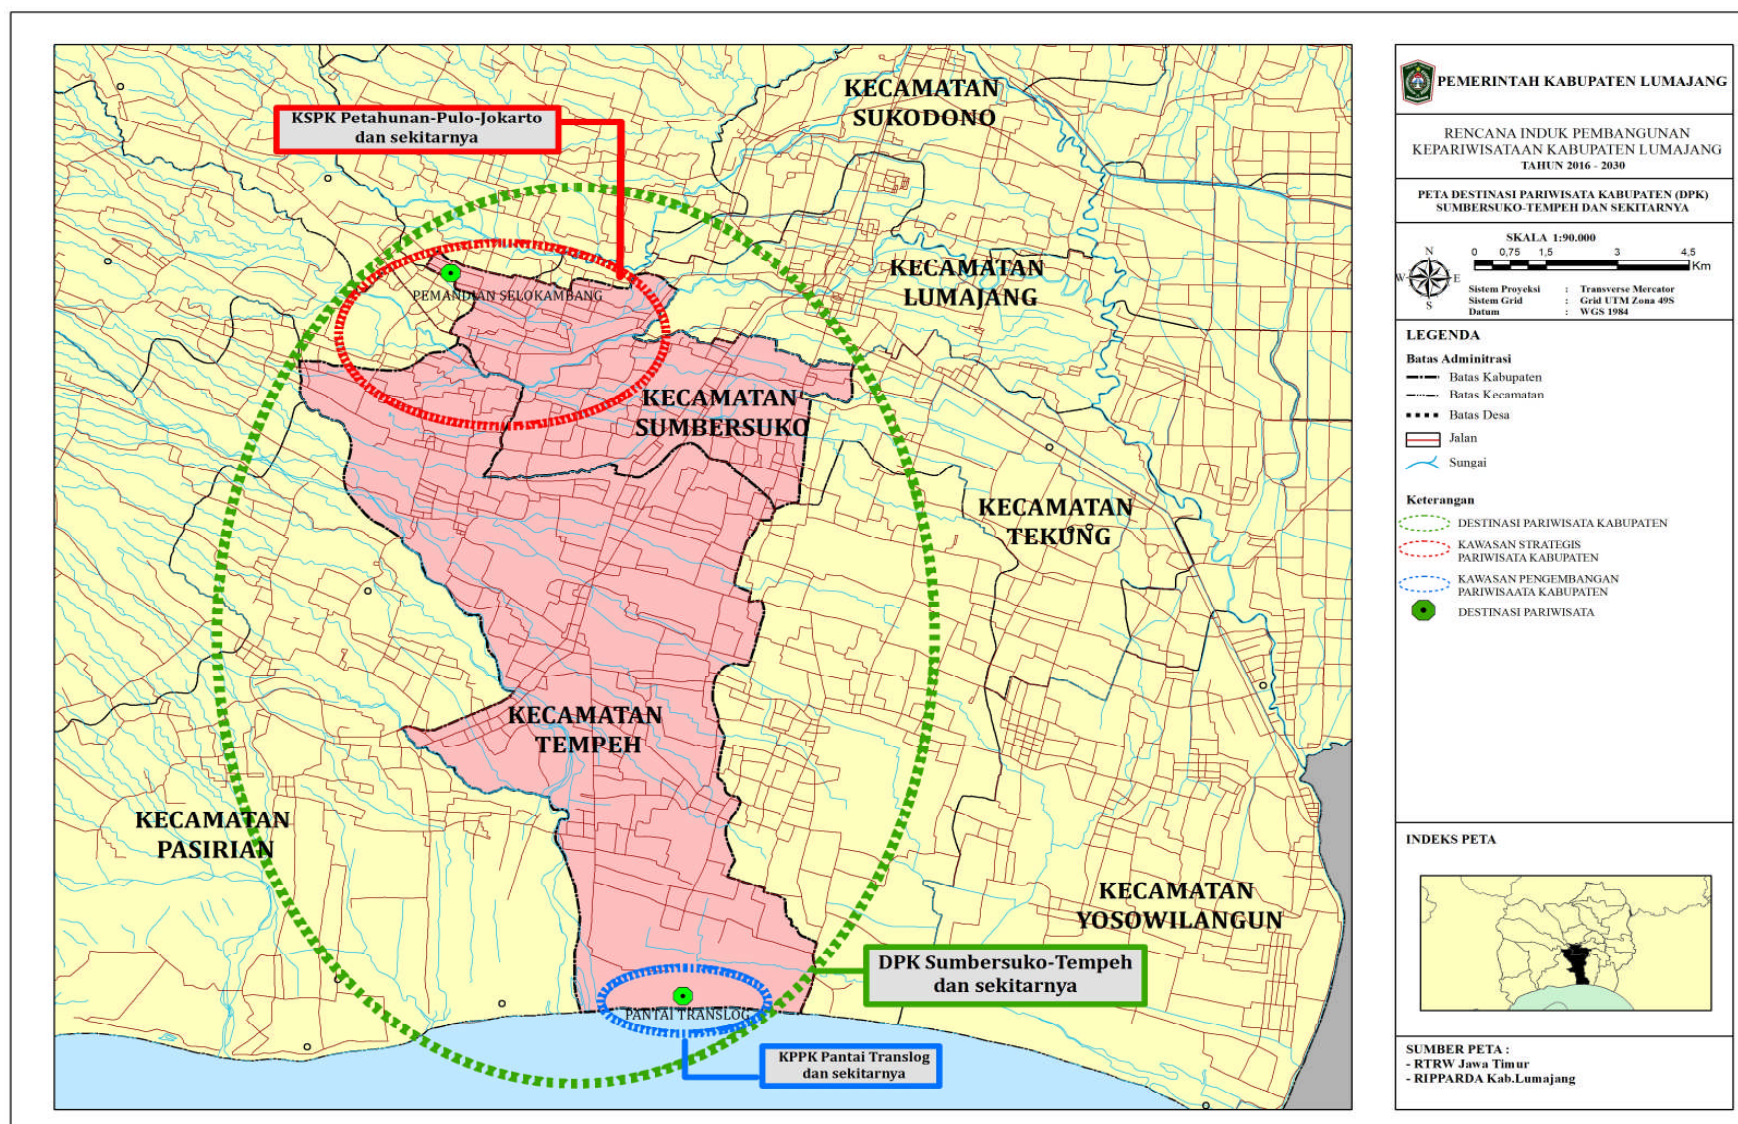 KECAMATAN
SUKODONO
KSPK Petahunan-Pulo-Jokarto
dan sekitarnya
KECAMATAN
LUMAJANG
PEMANDIAN SELOKAMBANG
KECAMATAN
SUMBERSUKO
KECAMATAN
TEKUNG
KECAMATAN
TEMPEH
KECAMATAN
PASIRIAN
KECAMATAN
YOSOWILANGUN
DPK Sumbersuko-Tempeh
dan sekitarnya
PANTAI TRANSLOG
KPPK Pantai Translog
dan sekitarnya
PEMERINTAH KABUPATEN LUMAJANG
RENCANA INDUK PEMBANGUNAN
KEPARIWISATAAN KABUPATEN LUMAJANG
TAHUN 2016 - 2030
PETA DESTINASI PARIWISATA KABUPATEN (DPK)
SUMBERSUKO-TEMPEH DAN SEKITARNYA
SKALA 1:90.000
N
W E
S
0 0,75 1,5 3 4,5
Km
Sistem Proyeksi : Transverse Mercator
Sistem Grid : Grid UTM Zona 49S
Datum : WGS 1984
LEGENDA
Batas Adminitrasi
Batas Kabupaten
Batas Kecamatan
Batas Desa
Jalan
Sungai
Keterangan
DESTINASI PARIWISATA KABUPATEN
KAWASAN STRATEGIS
PARIWISATA KABUPATEN
KAWASAN PENGEMBANGAN
PARIWISAATA KABUPATEN
DESTINASI PARIWISATA
INDEKS PETA
SUMBER PETA :
- RTRW Jawa Timur
- RIPPARDA Kab.Lumajang